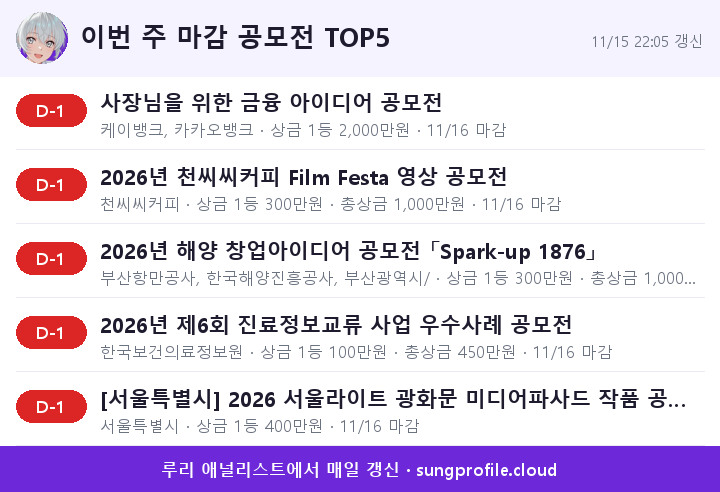 이번 주 마감 공모전 TOP5
11/15 22:05 갱신
D-1
사장님을 위한 금융 아이디어 공모전
케이뱅크, 카카오뱅크 · 상금 1등 2,000만원 · 11/16 마감
D-1
2026년 천씨씨커피 Film Festa 영상 공모전
천씨씨커피 · 상금 1등 300만원 · 총상금 1,000만원 · 11/16 마감
D-1
2026년 해양 창업아이디어 공모전 「Spark-up 1876」
부산항만공사, 한국해양진흥공사, 부산광역시/ · 상금 1등 300만원 · 총상금 1,000...
D-1
2026년 제6회 진료정보교류 사업 우수사례 공모전
한국보건의료정보원 · 상금 1등 100만원 · 총상금 450만원 · 11/16 마감
D-1
[서울특별시] 2026 서울라이트 광화문 미디어파사드 작품 공...
서울특별시 · 상금 1등 400만원 · 11/16 마감
루리 애널리스트에서 매일 갱신 · sungprofile.cloud